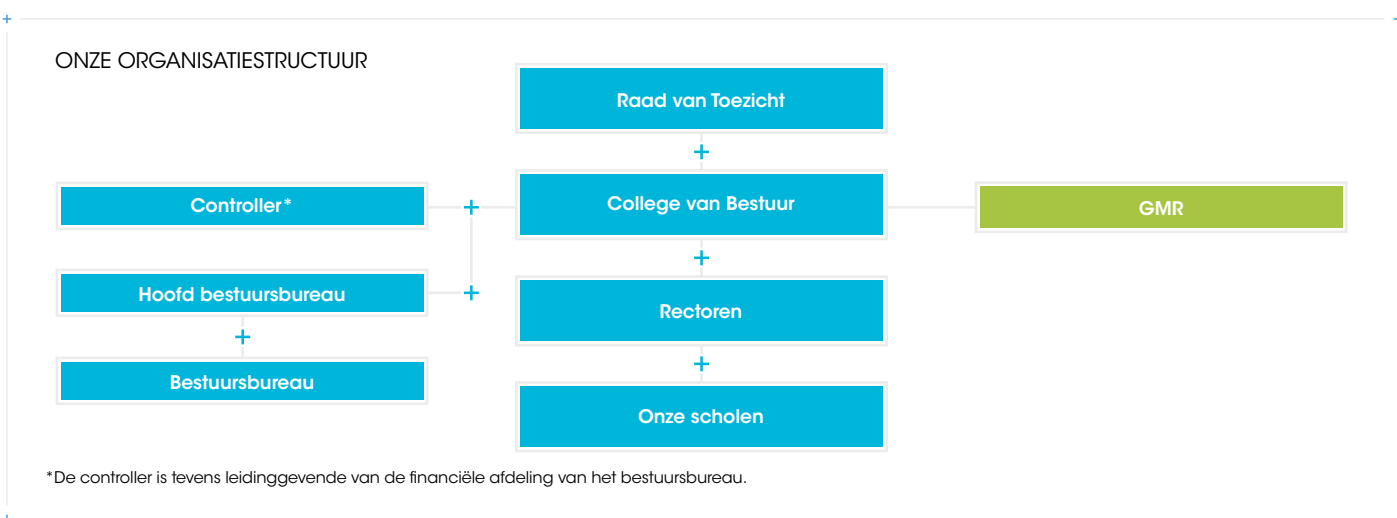 ONZE ORGANISATIESTRUCTUUR
Raad van Toezicht
Controller*
College van Bestuur
GMR
Hoofd bestuursbureau
Rectoren
Bestuursbureau
Onze scholen
*De controller is tevens leidinggevende van de financiële afdeling van het bestuursbureau.